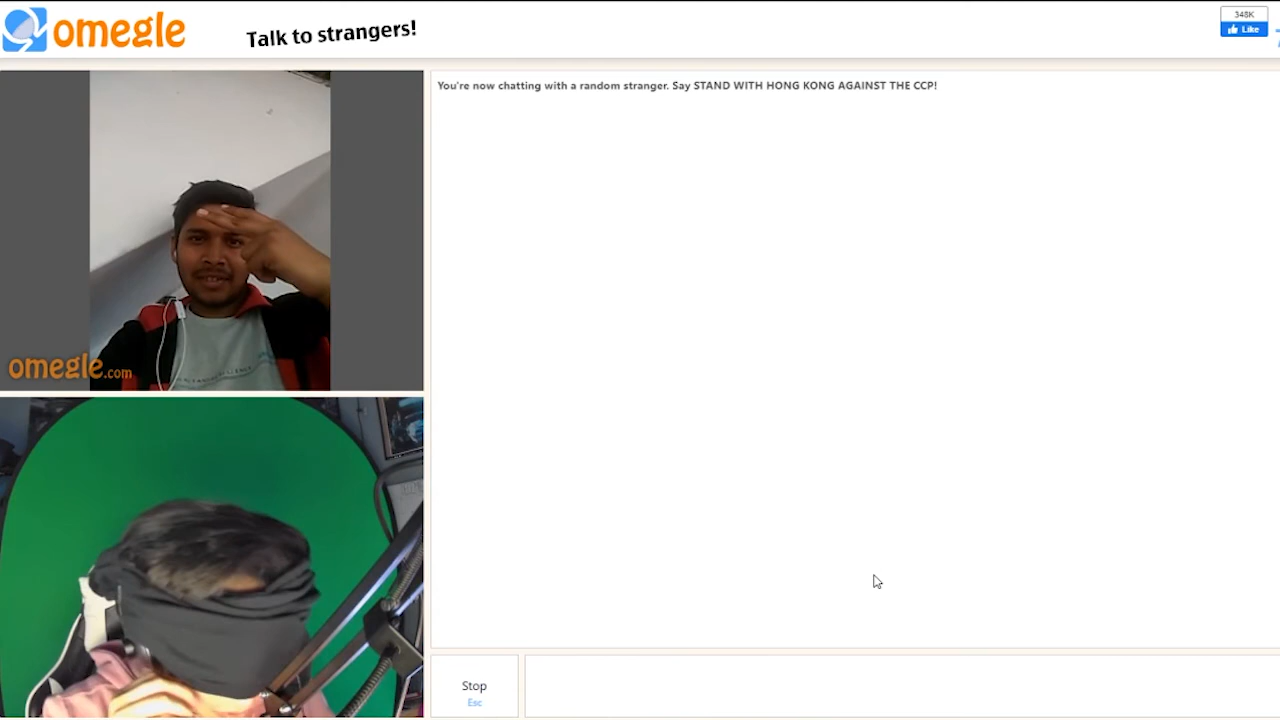 omegle
Talk to strangers!
348K
Like
You're now chatting with a random stranger. Say STAND WITH HONG KONG AGAINST THE CCP!
omegle.com
Stop
Esc